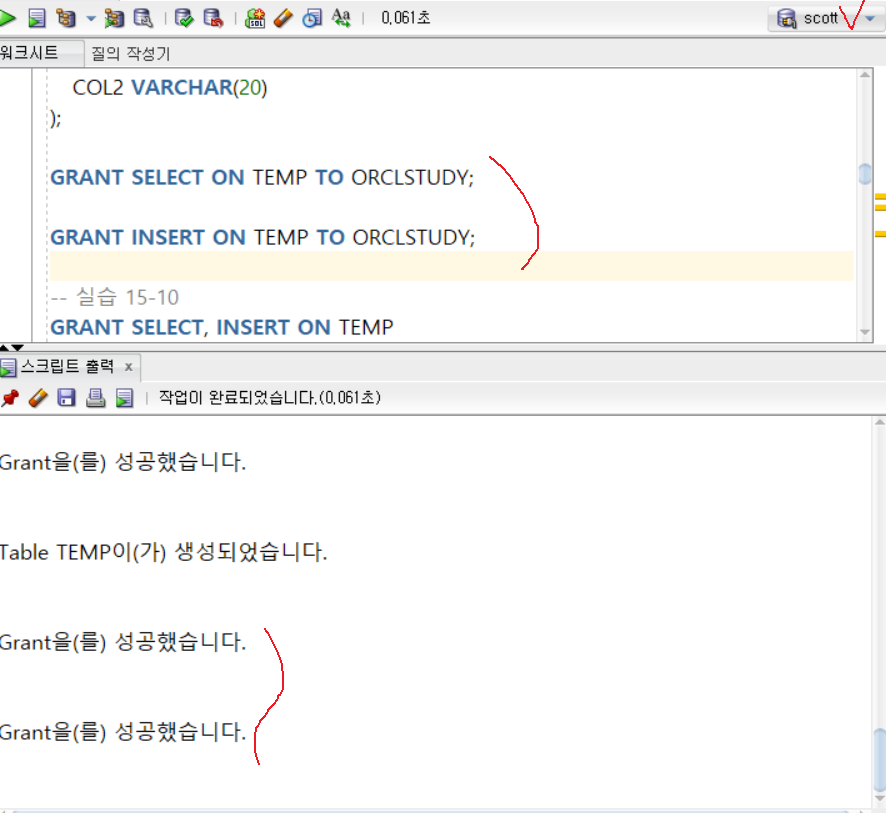 0,061초
scott
워크시트 질의 작성기
COL2 VARCHAR(20)
);
GRANT SELECT ON TEMP TO ORCLSTUDY;
GRANT INSERT ON TEMP TO ORCLSTUDY;
-- 실습 15-10
GRANT SELECT, INSERT ON TEMP
스크립트 출력 x
작업이 완료되었습니다.(0,061초)
Grant을(를) 성공했습니다.
Table TEMP이(가) 생성되었습니다.
Grant을(를) 성공했습니다.
Grant을(를) 성공했습니다.